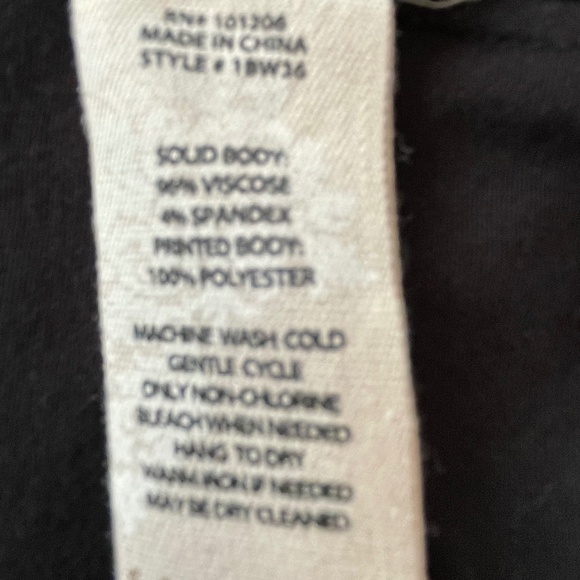 RN# 101206
MADE IN CHINA
STYLE # 1BW36
SOLID BODY:
96% VISCOSE
4% SPANDEX
PRINTED BODY:
100% POLYESTER
MACHINE WASH COLD
GENTLE CYCLE
ONLY NON-CHLORINE
BLEACH WHEN NEEDED
HANG TO DRY
WARM IRON IF NEEDED
MAY BE DRY CLEANED